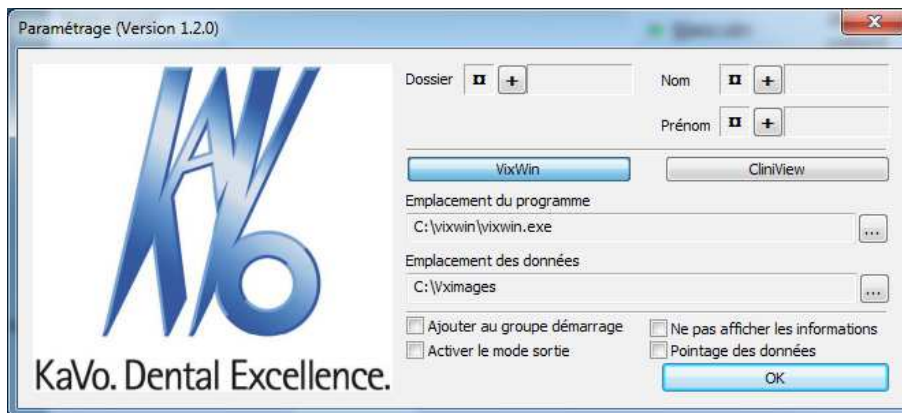 Paramétrage (Version 1.2.0)
KaVo
KaVo. Dental Excellence.
Dossier ¤ +
Nom ¤ +
Prénom ¤ +
VixWin
CliniView
Emplacement du programme
C:\vixwin\vixwin.exe
...
Emplacement des données
C:\Vximages
...
Ajouter au groupe démarrage
Ne pas afficher les informations
Activer le mode sortie
Pointage des données
OK